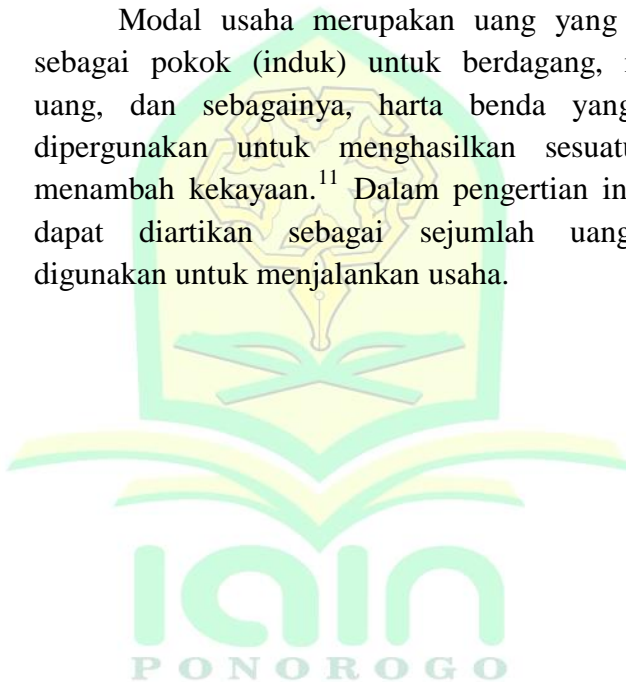 Modal usaha merupakan uang yang
sebagai pokok (induk) untuk berdagang,
uang, dan sebagainya, harta benda yang
dipergunakan untuk menghasilkan sesuatu
menambah kekayaan.11 Dalam pengertian in
dapat diartikan sebagai sejumlah uang
digunakan untuk menjalankan usaha.
iain
PONOROGO